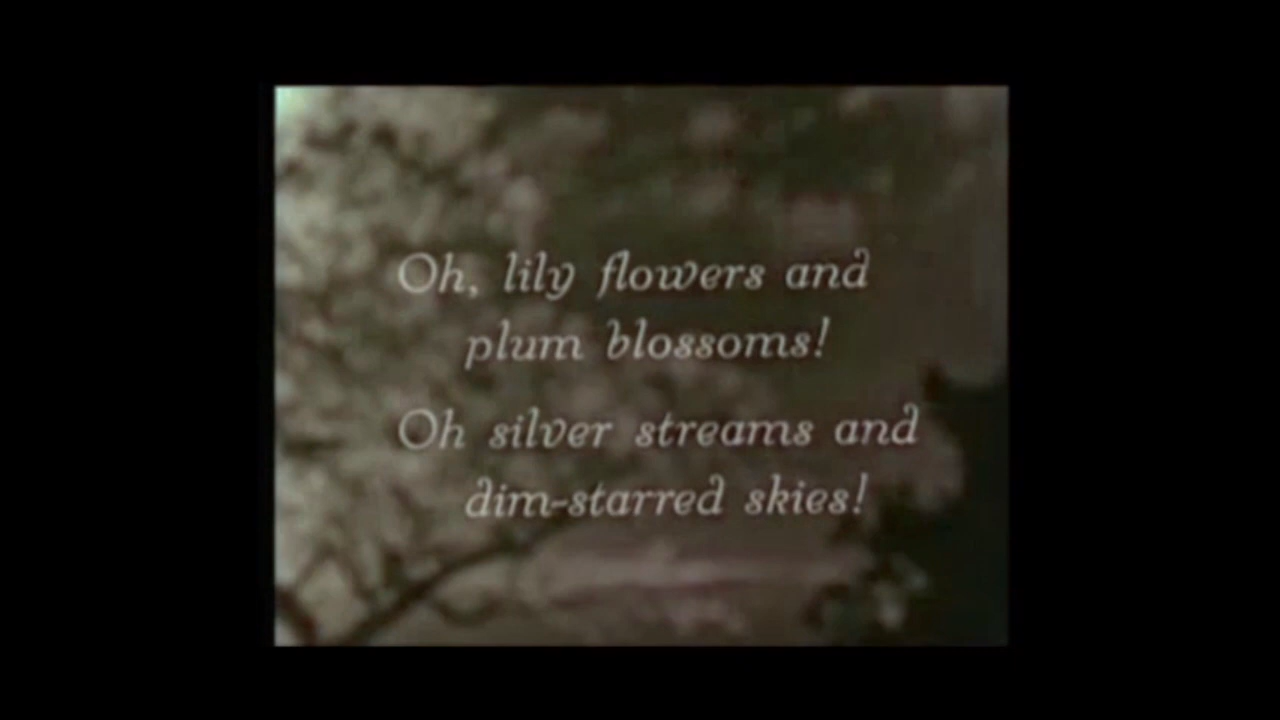 Oh, lily flowers and
plum blossoms!
Oh silver streams and
dim-starred skies!